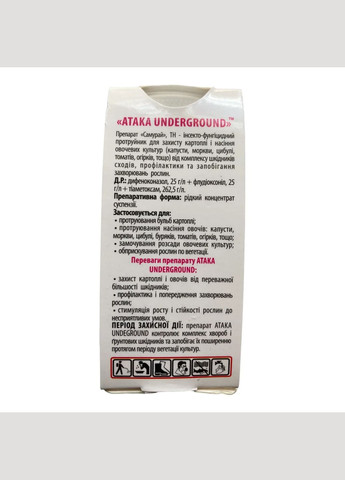 «ATAKA UNDERGROUND»™
Препарат «Самурай», ТН - інсекто-фунгіцидний
протруйник для захисту картоплі і насіння
овочевих культур (капусти, моркви, цибулі,
томатів, огірків, тощо) від комплексу шкідників
сходів, профілактики та запобігання
захворювань рослин.
Д.Р.: дифеноконазол, 25 г/л + флудіоксоніл, 25
г/л + тіаметоксам, 262,5 г/л.
Препаративна форма: рідкий концентрат
суспензії.
Застосовується для:
• протруювання бульб картоплі;
• протруювання насіння овочів: капусти,
моркви, цибулі, буряків, томатів, огірків, тощо;
• замочування розсади овочевих культур;
• обприскування рослин по вегетації.
Переваги препарату ATAKA
UNDERGROUND:
• захист картоплі і овочів від переважної
більшості шкідників;
• профілактика і попередження захворювань
рослин;
• стимуляція росту і стійкості рослин до
несприятливих умов.
ПЕРІОД ЗАХИСНОЇ ДІЇ: препарат ATAKA
UNDERGROUND контролює комплекс хвороб і
ґрунтових шкідників та запобігає їх поширенню
протягом періоду вегетації культур.